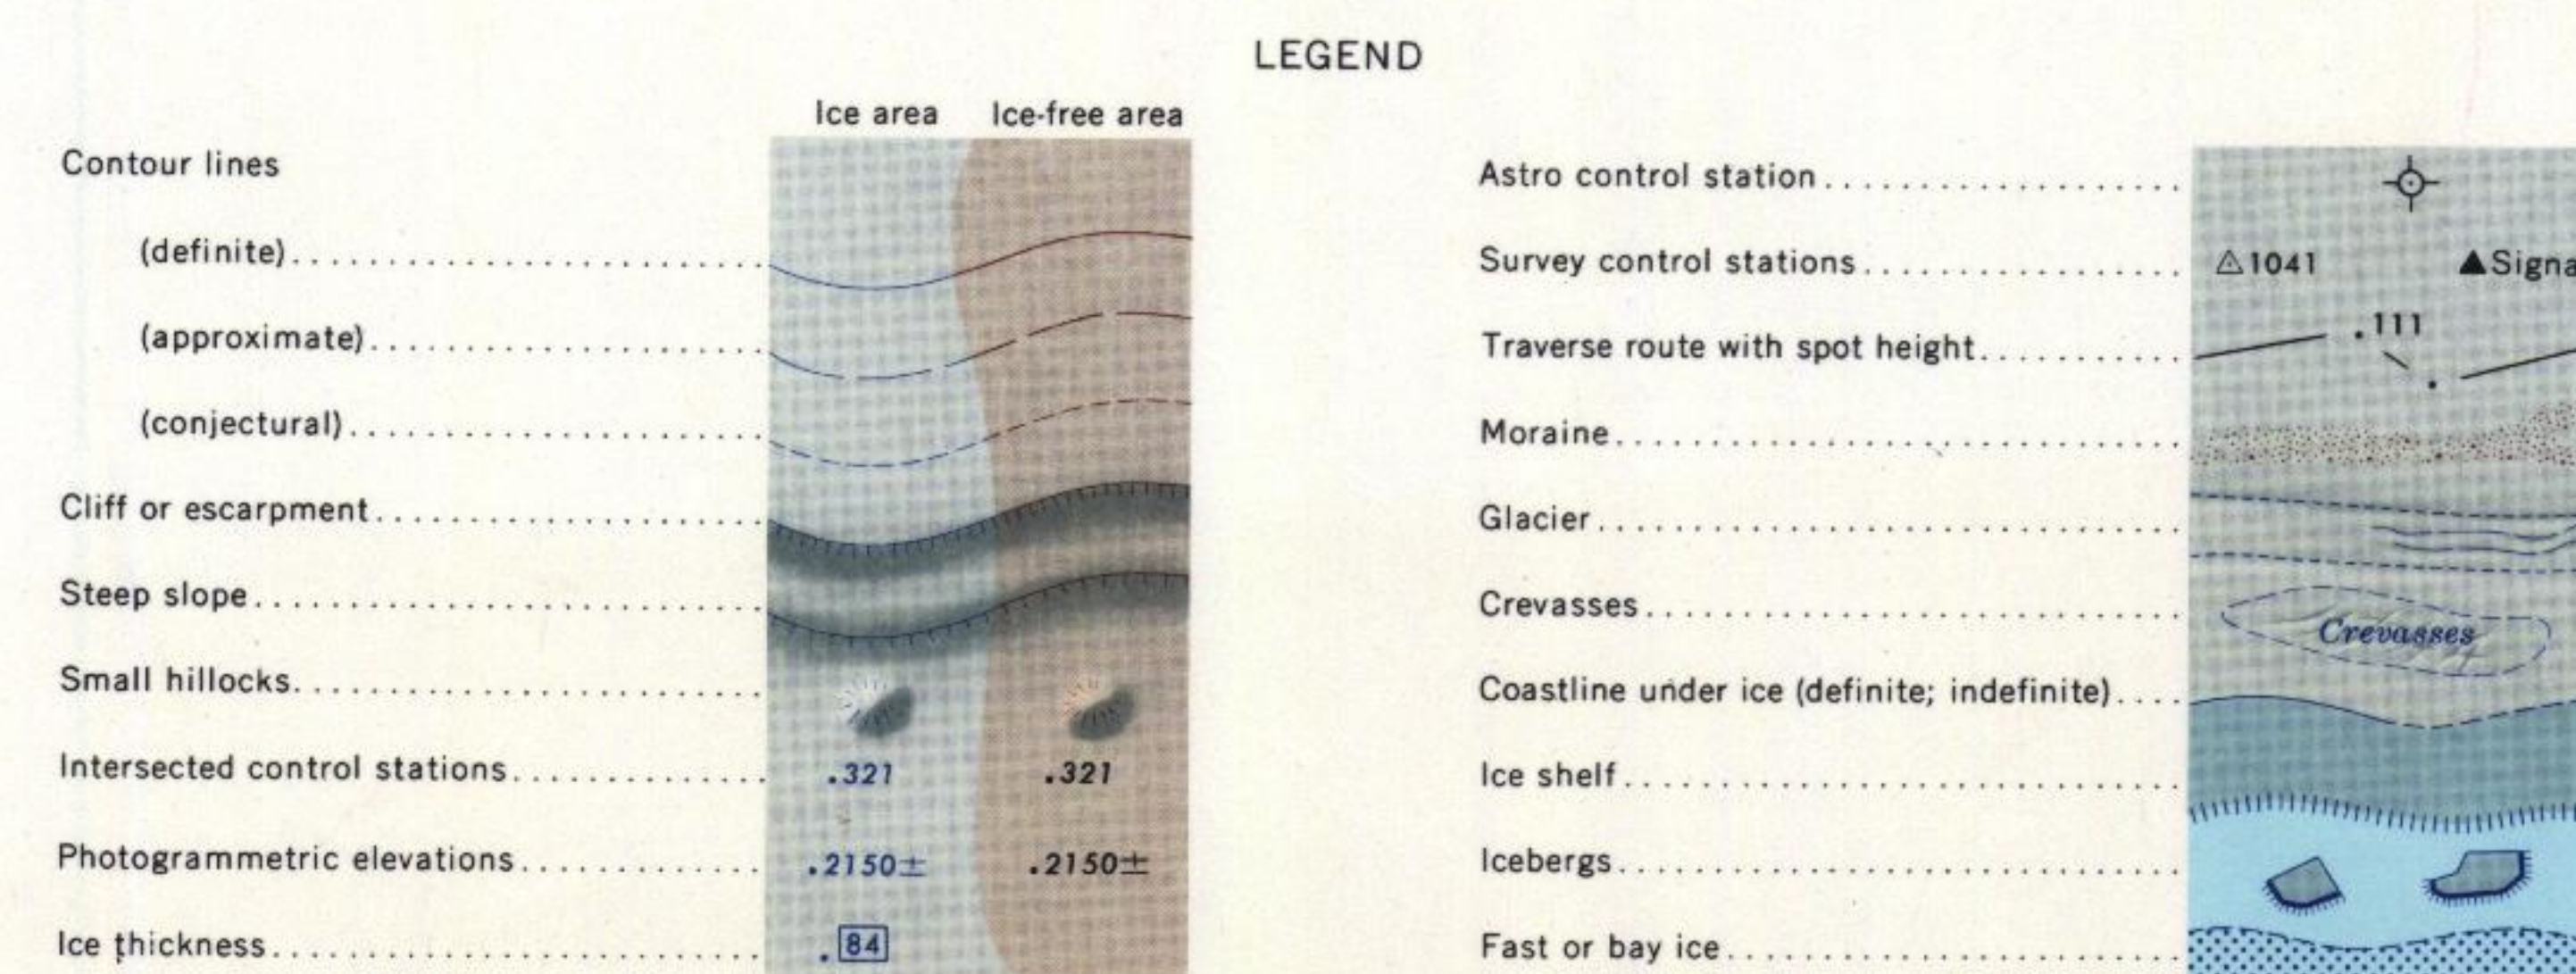 LEGEND
Ice area Ice-free area
Contour lines
(definite)
(approximate)
(conjectural)
Cliff or escarpment
Steep slope
Small hillocks
Intersected control stations .321 .321
Photogrammetric elevations .2150± .2150±
Ice thickness .84
Astro control station
Survey control stations 1041 Signa
Traverse route with spot height .111
Moraine
Glacier
Crevasses Crevasses
Coastline under ice (definite; indefinite)
Ice shelf
Icebergs
Fast or bay ice